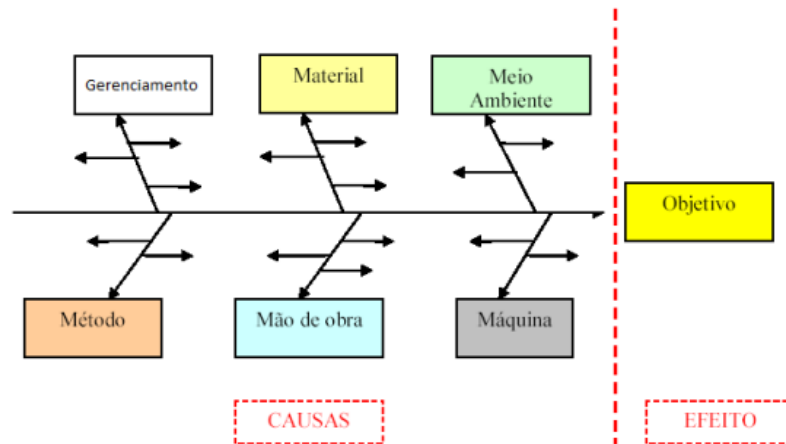 Gerenciamento
Material
Meio
Ambiente
Objetivo
Método
Mão de obra
Máquina
CAUSAS
EFEITO